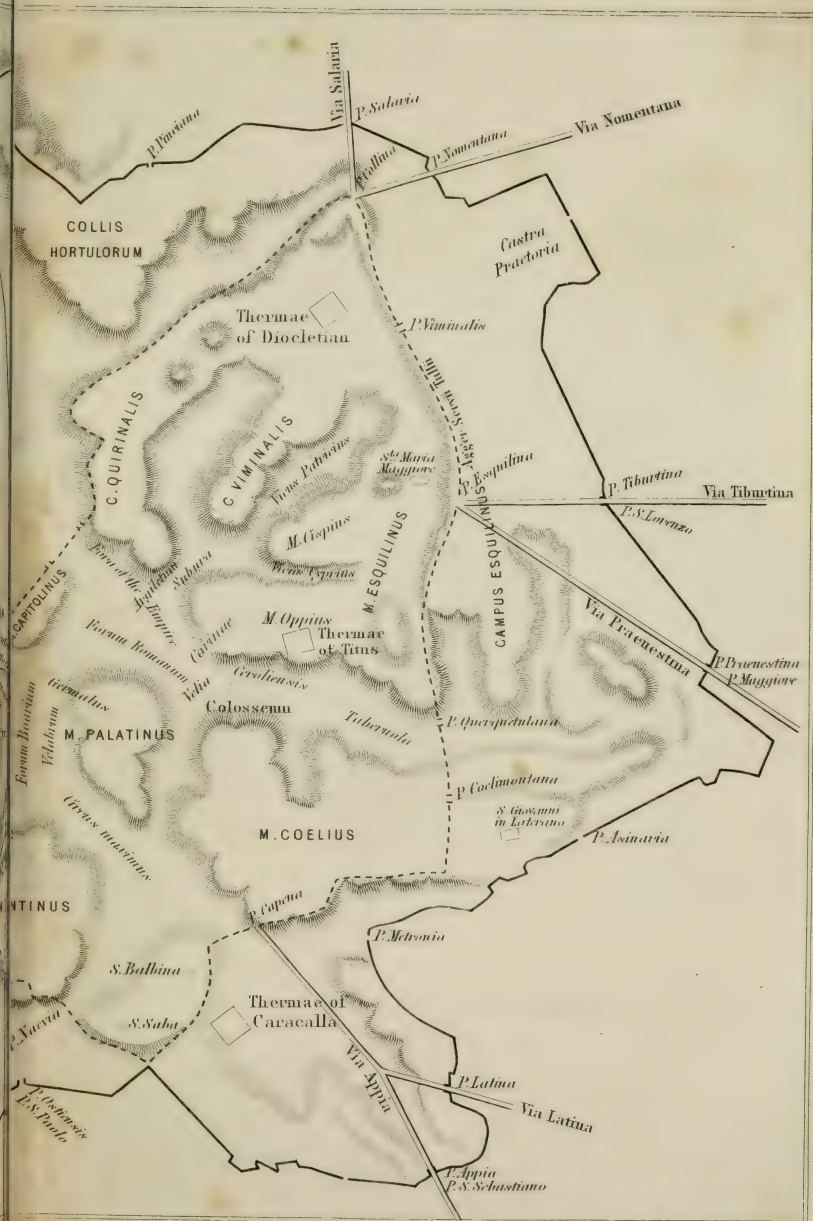 Via Salaria
P. Salaria
P. Pinciana
P. Collina
P. Nomentana
Via Nomentana
COLLIS
HORTULORUM
Castra
Praetoria
Thermae
of Diocletian
P. Viminalis
Agger Servii Tullii
C. QUIRINALIS
C. VIMINALIS
Vicus Patricius
Sta. Maria
Maggiore
P. Esquilina
P. Tiburtina
Via Tiburtina
P. S. Lorenzo
M. Cispius
M. ESQUILINUS
CAMPUS ESQUILINUS
Fora of the
Empire
Argiletum
Subura
Vicus Cyprius
CAPITOLINUS
Carinae
M. Oppius
Thermae
of Titus
Via Praenestina
Forum Romanum
Velia
Ceroliensis
P. Praenestina
P. Maggiore
Germalus
Colosseum
Tabernola
P. Querquetulana
Forum Boarium
Velabrum
M. PALATINUS
P. Coelimontana
S. Giovanni
in Laterano
Circus maximus
M. COELIUS
P. Asinaria
NTINUS
P. Capena
P. Metronia
S. Balbina
Thermae of
Caracalla
P. Naevia
S. Saba
Via Appia
P. Latina
Via Latina
P. Ostiensis
P. S. Paolo
P. Appia
P. S. Sebastiano